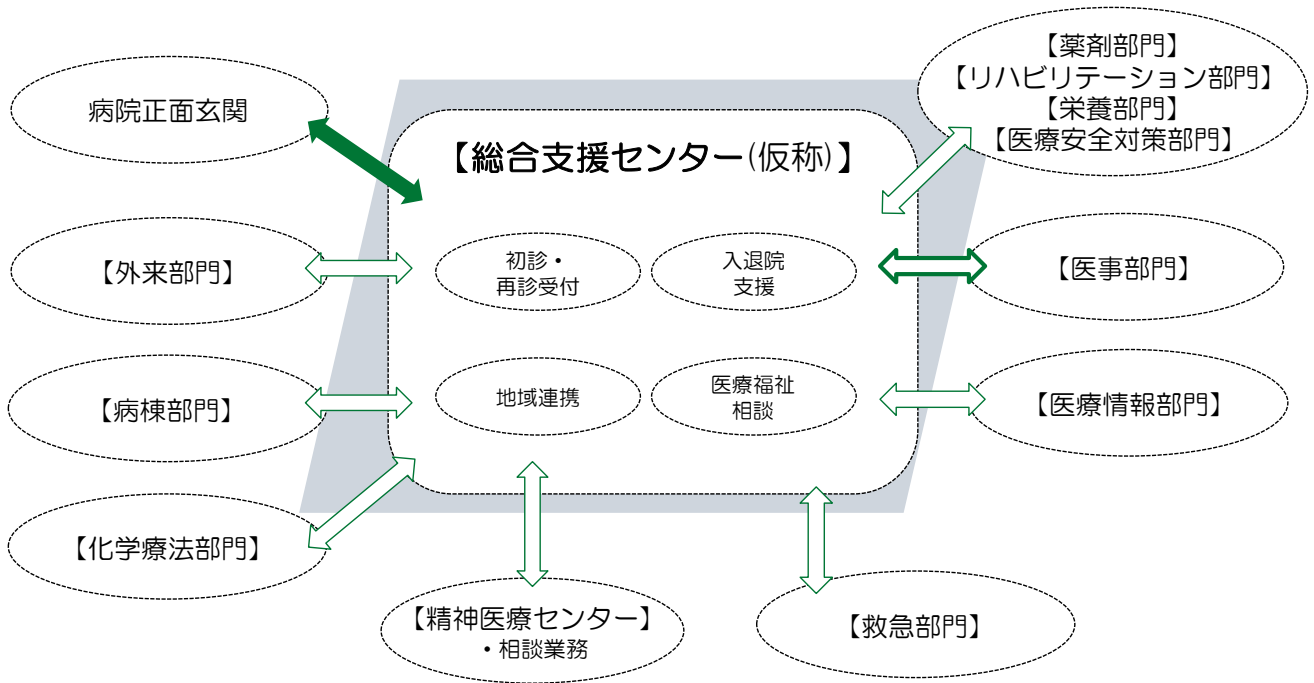 病院正面玄関
【薬剤部門】
【リハビリテーション部門】
【栄養部門】
【医療安全対策部門】
【総合支援センター(仮称)】
【外来部門】
初診・
再診受付
入退院
支援
【医事部門】
【病棟部門】
地域連携
医療福祉
相談
【医療情報部門】
【化学療法部門】
【精神医療センター】
・相談業務
【救急部門】